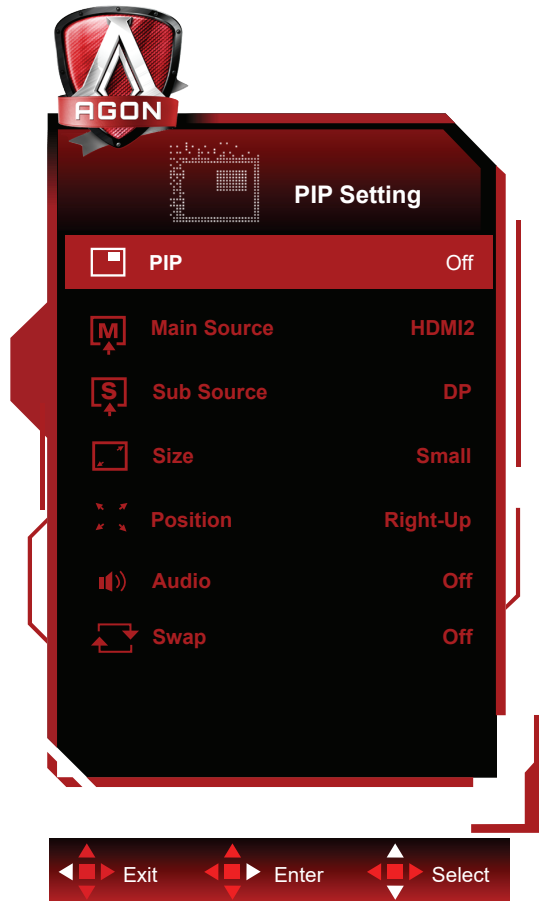 AGON
PIP Setting
PIP Off
M Main Source HDMI2
S Sub Source DP
Size Small
Position Right-Up
Audio Off
Swap Off
Exit Enter Select